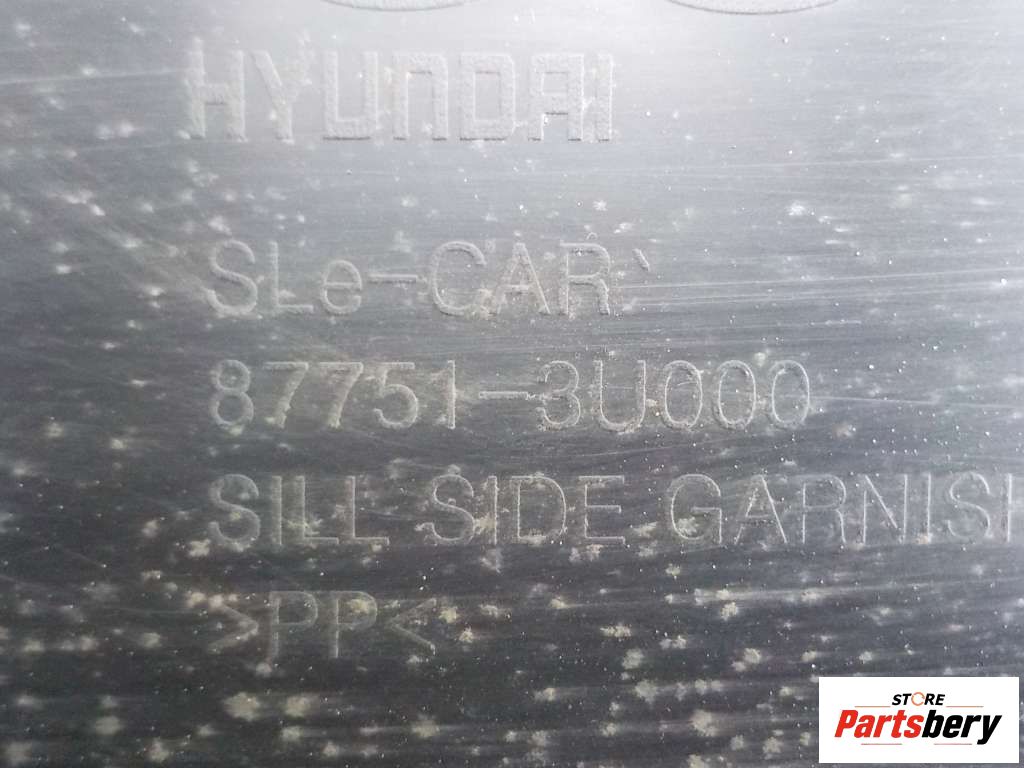 HYUNDAI
SLe-CAR
87751-3U000
SILL SIDE GARNISH
>PP<
STORE
Partsbery